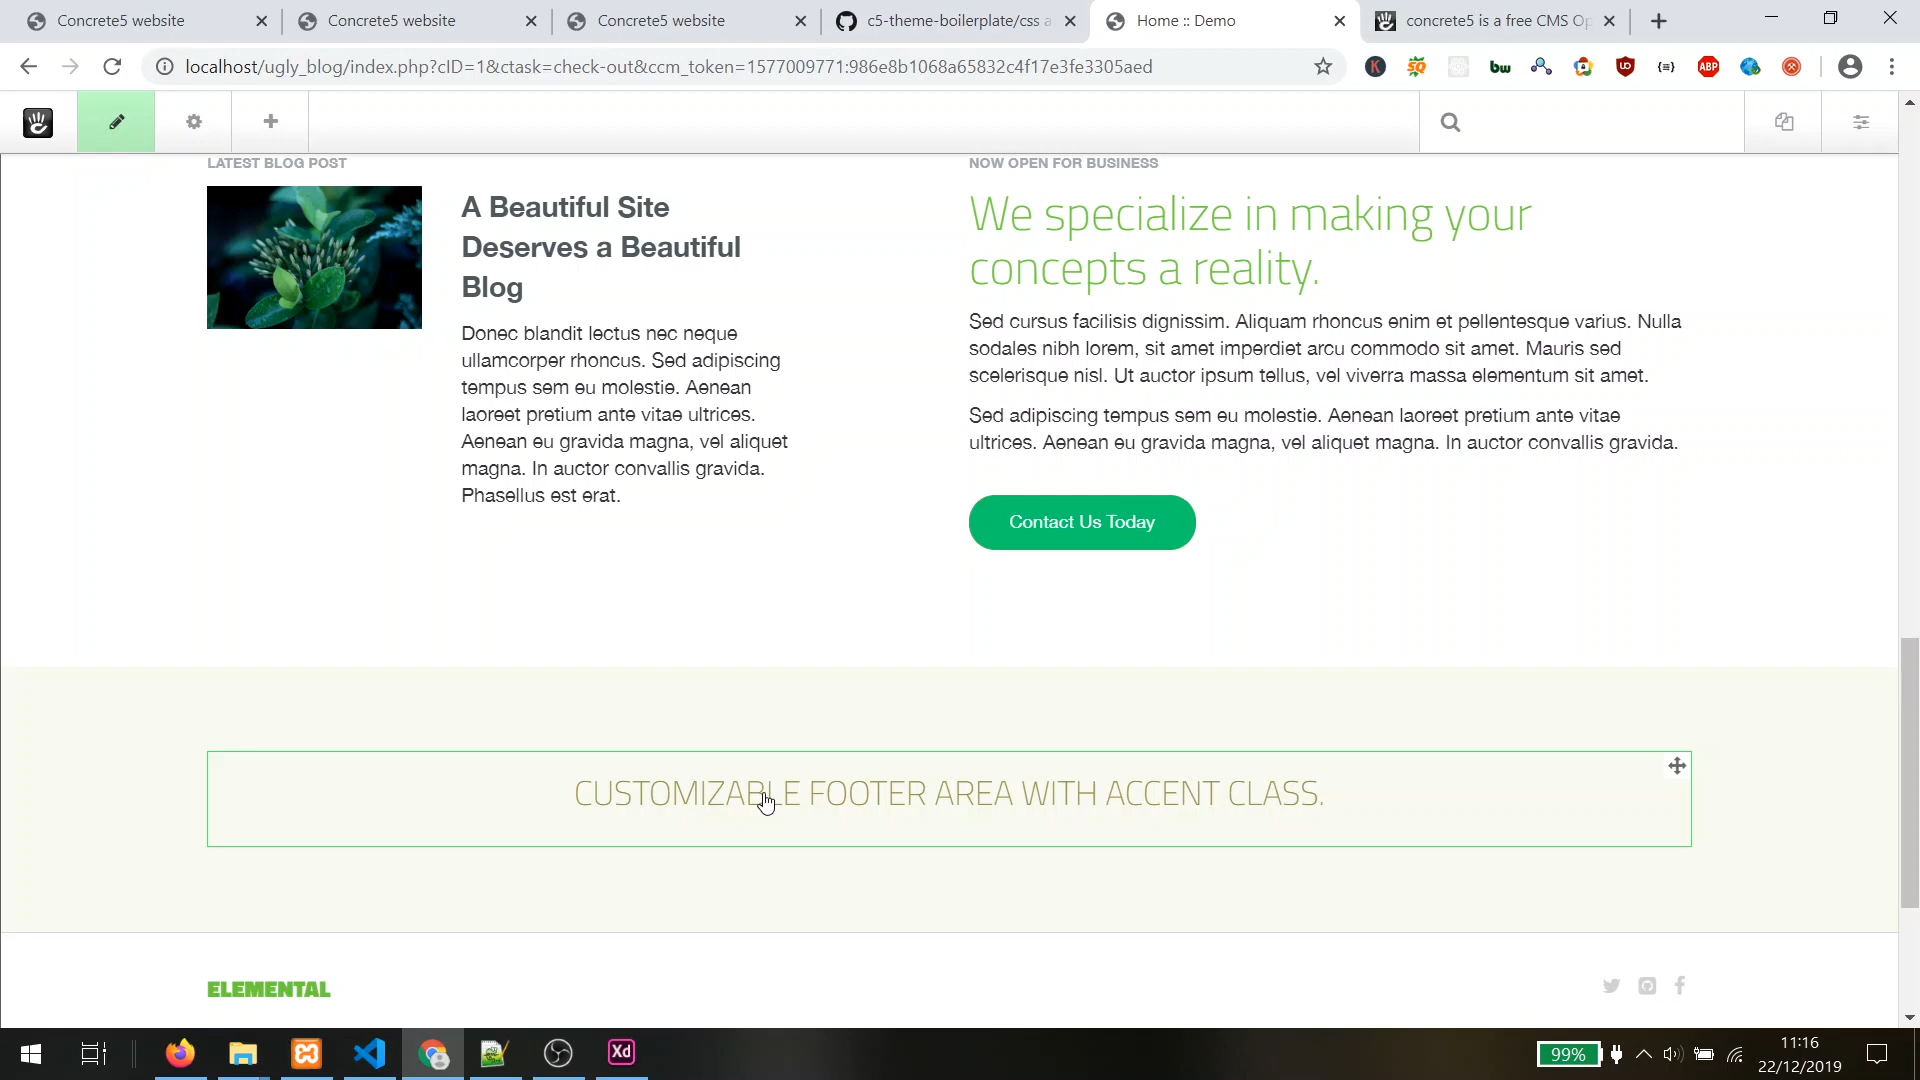 Concrete5 website
Concrete5 website
Concrete5 website
c5-theme-boilerplate/css a
Home :: Demo
concrete5 is a free CMS Op
localhost/ugly_blog/index.php?cID=1&ctask=check-out&ccm_token=1577009771:986e8b1068a65832c4f17e3fe3305aed
K
SQ
bw
UO
{≡}
ABP
LATEST BLOG POST
A Beautiful Site
Deserves a Beautiful
Blog
Donec blandit lectus nec neque
ullamcorper rhoncus. Sed adipiscing
tempus sem eu molestie. Aenean
laoreet pretium ante vitae ultrices.
Aenean eu gravida magna, vel aliquet
magna. In auctor convallis gravida.
Phasellus est erat.
NOW OPEN FOR BUSINESS
We specialize in making your
concepts a reality.
Sed cursus facilisis dignissim. Aliquam rhoncus enim et pellentesque varius. Nulla
sodales nibh lorem, sit amet imperdiet arcu commodo sit amet. Mauris sed
scelerisque nisl. Ut auctor ipsum tellus, vel viverra massa elementum sit amet.
Sed adipiscing tempus sem eu molestie. Aenean laoreet pretium ante vitae
ultrices. Aenean eu gravida magna, vel aliquet magna. In auctor convallis gravida.
Contact Us Today
CUSTOMIZABLE FOOTER AREA WITH ACCENT CLASS.
ELEMENTAL
Xd
99%
11:16
22/12/2019